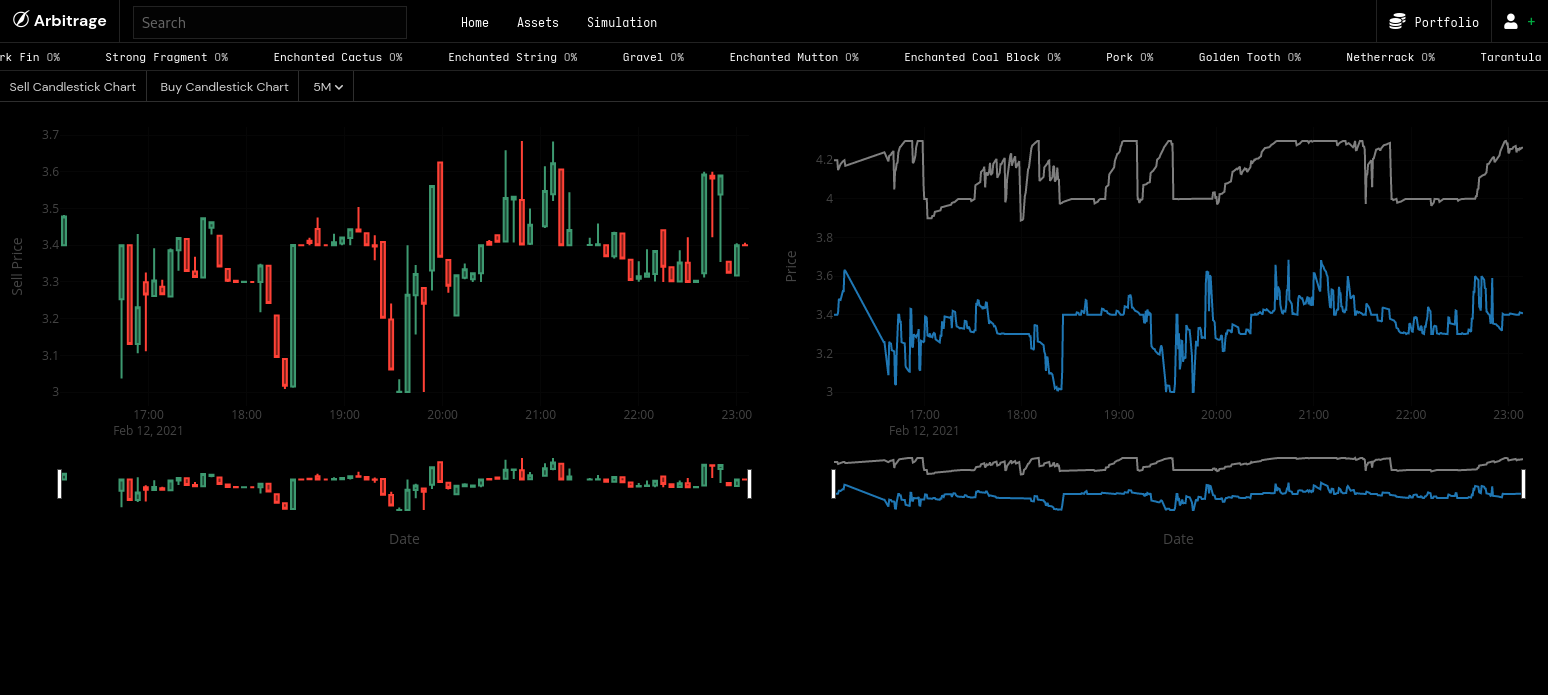 Arbitrage Search Home Assets Simulation Portfolio +
rk Fin 0% Strong Fragment 0% Enchanted Cactus 0% Enchanted String 0% Gravel 0% Enchanted Mutton 0% Enchanted Coal Block 0% Pork 0% Golden Tooth 0% Netherrack 0% Tarantula
Sell Candlestick Chart Buy Candlestick Chart 5M
Sell Price
3.7
3.6
3.5
3.4
3.3
3.2
3.1
3
17:00 18:00 19:00 20:00 21:00 22:00 23:00
Feb 12, 2021
Date
Price
4.2
4
3.8
3.6
3.4
3.2
3
17:00 18:00 19:00 20:00 21:00 22:00 23:00
Feb 12, 2021
Date